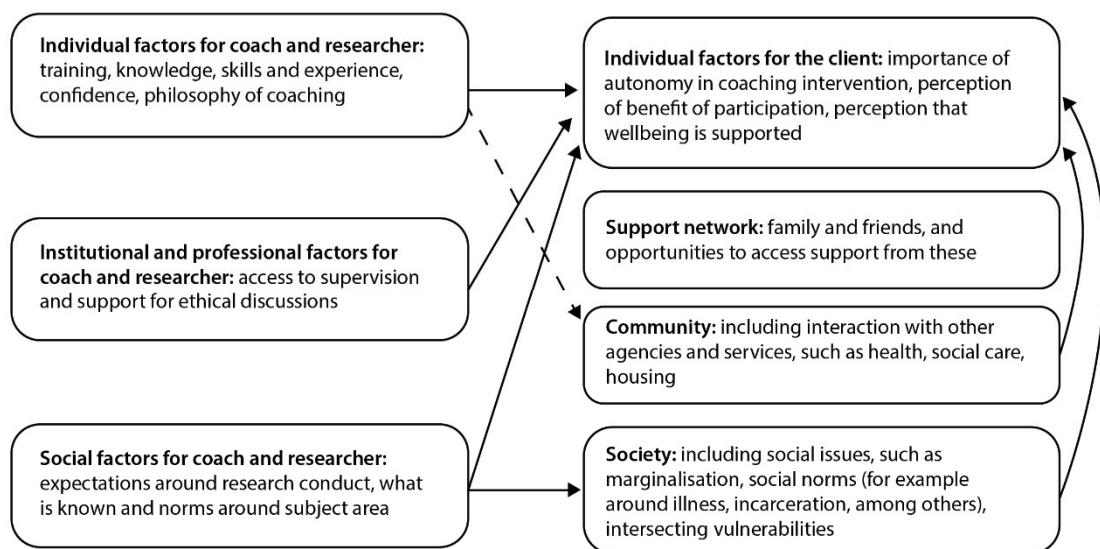 Individual factors for coach and researcher:
training, knowledge, skills and experience,
confidence, philosophy of coaching
Individual factors for the client: importance of
autonomy in coaching intervention, perception
of benefit of participation, perception that
wellbeing is supported
Institutional and professional factors for
coach and researcher: access to supervision
and support for ethical discussions
Support network: family and friends, and
opportunities to access support from these
Community: including interaction with other
agencies and services, such as health, social care,
housing
Social factors for coach and researcher:
expectations around research conduct, what
is known and norms around subject area
Society: including social issues, such as
marginalisation, social norms (for example
around illness, incarceration, among others),
intersecting vulnerabilities